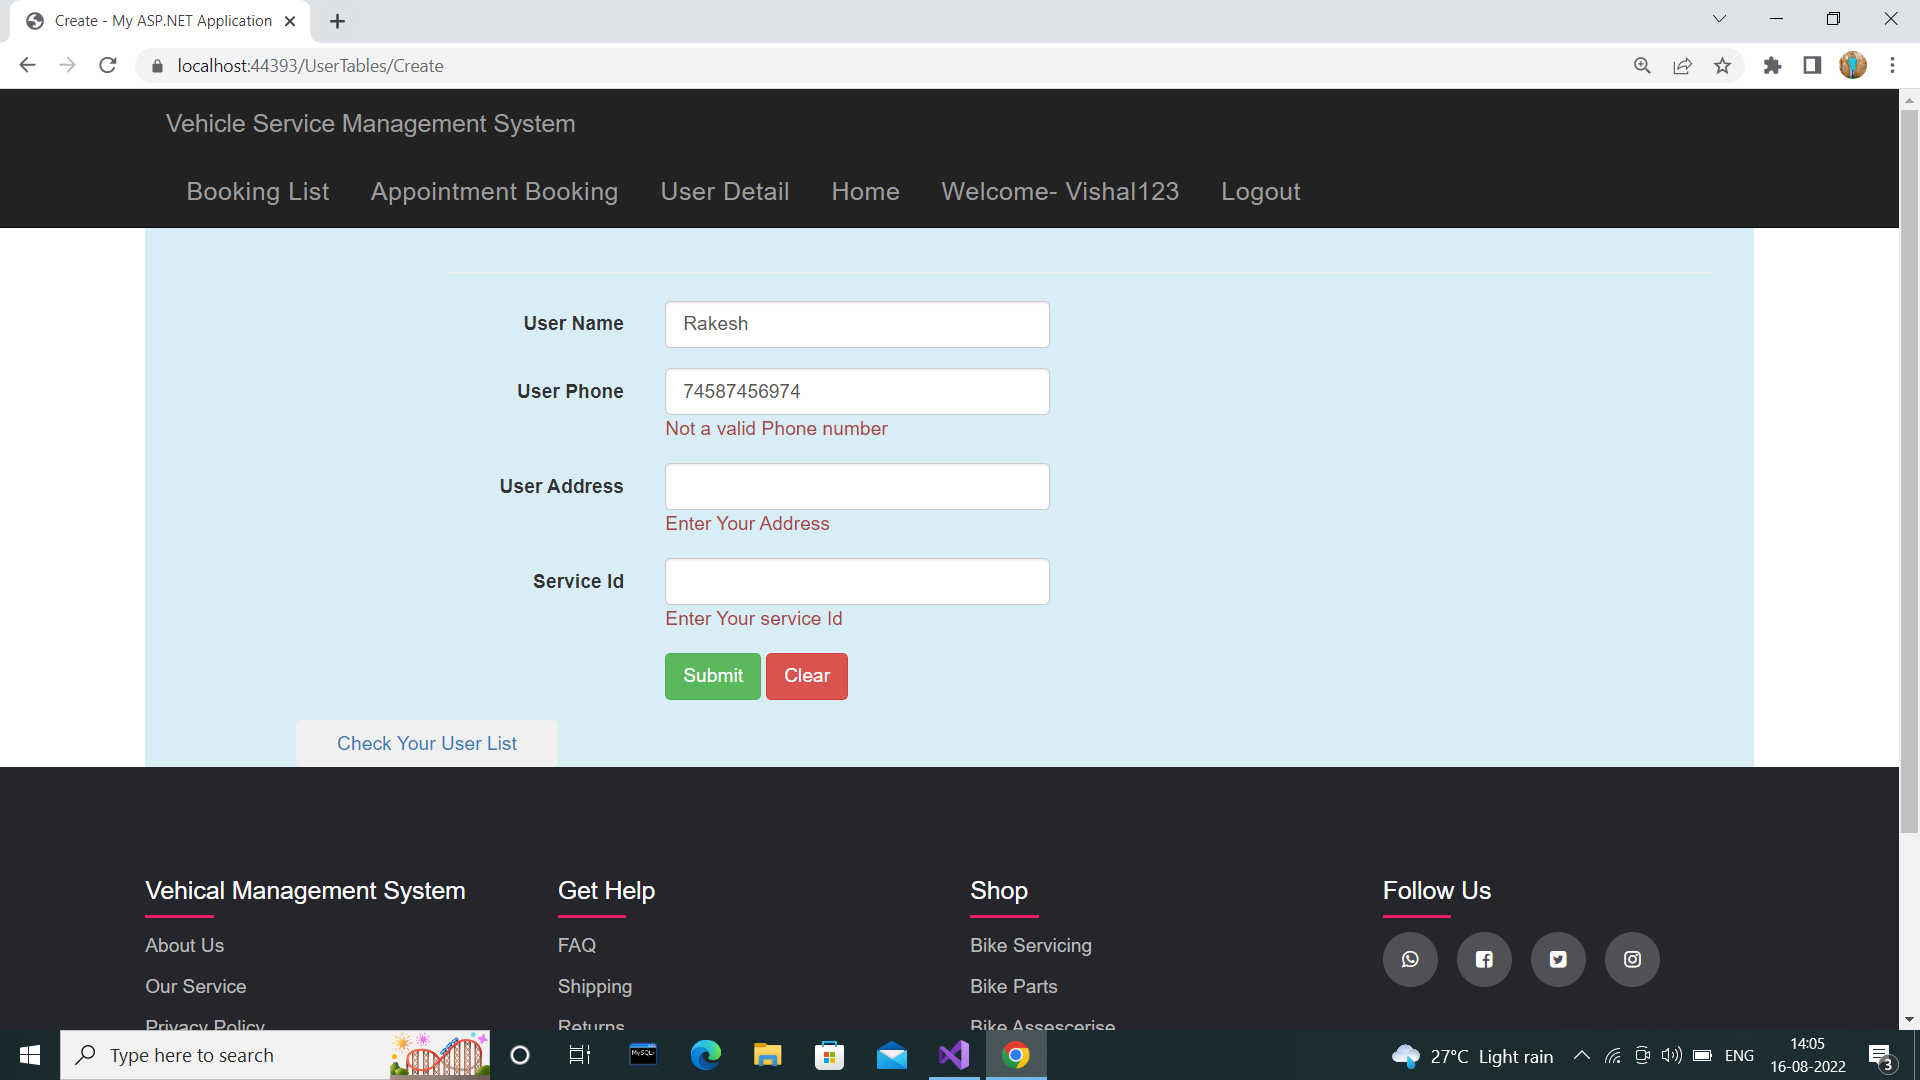 Create - My ASP.NET Application
localhost:44393/UserTables/Create
Vehicle Service Management System
Booking List Appointment Booking User Detail Home Welcome- Vishal123 Logout
User Name Rakesh
User Phone 74587456974
Not a valid Phone number
User Address
Enter Your Address
Service Id
Enter Your service Id
Submit Clear
Check Your User List
Vehical Management System Get Help Shop Follow Us
About Us FAQ Bike Servicing
Our Service Shipping Bike Parts
Privacy Policy Returns Bike Assescerise
Type here to search MySQL 27°C Light rain ENG 14:05
16-08-2022 3